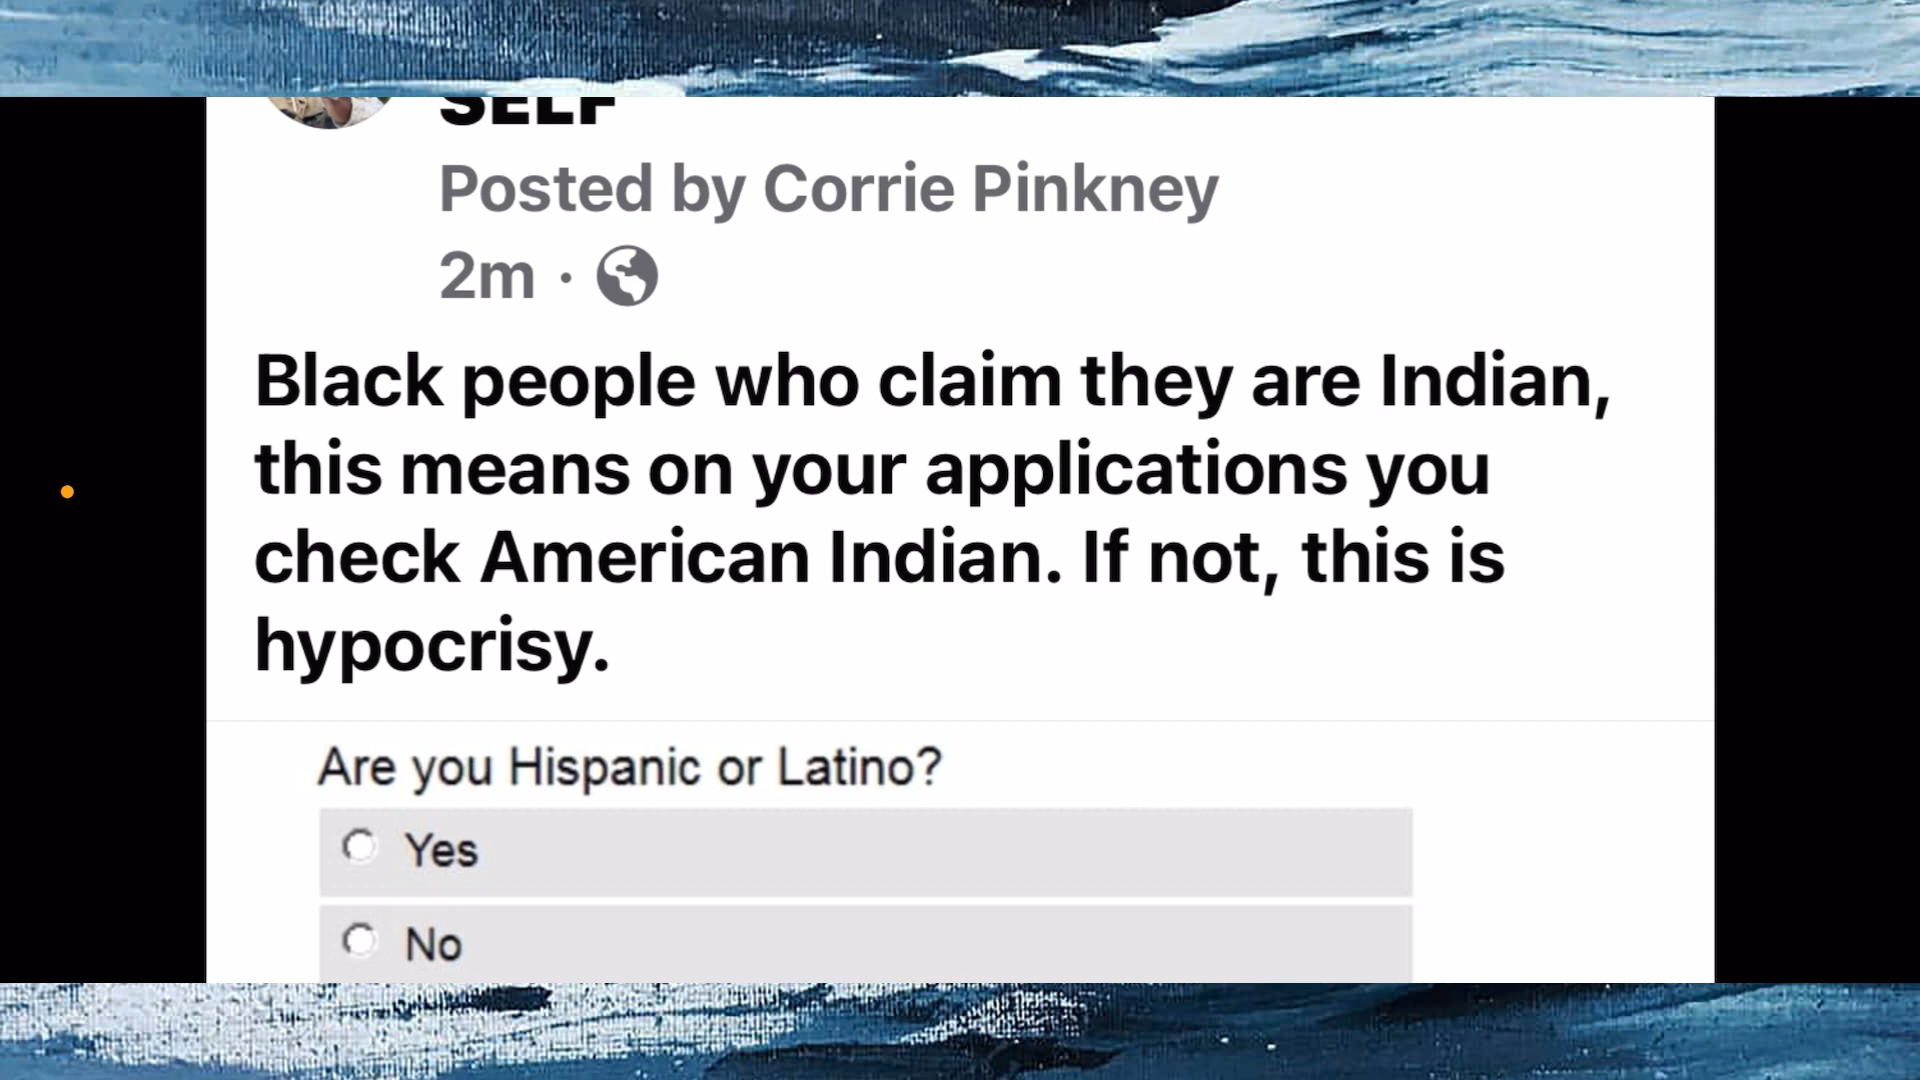 SELF
Posted by Corrie Pinkney
2m ·
Black people who claim they are Indian,
this means on your applications you
check American Indian. If not, this is
hypocrisy.
Are you Hispanic or Latino?
Yes
No